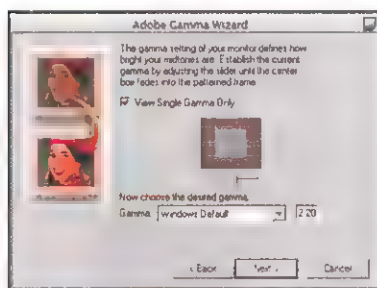 Adobe Gamma Wizard
The gamma setting of your monitor defines how
bright your midtones are. Establish the current
gamma by adjusting the slider until the center
box fades into the patterned frame.
View Single Gamma Only
Now choose the desired gamma.
Gamma: Windows Default 2.20
< Back Next > Cancel